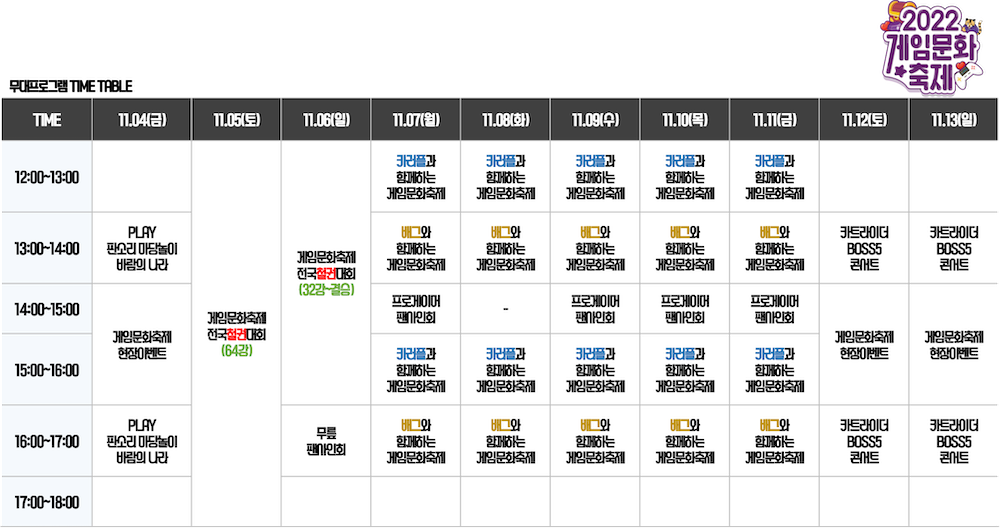 2022
게임문화
축제
무대프로그램 TIME TABLE
TIME 11.04(금) 11.05(토) 11.06(일) 11.07(월) 11.08(화) 11.09(수) 11.10(목) 11.11(금) 11.12(토) 11.13(일)
12:00~13:00
카러플과
함께하는
게임문화축제
카러플과
함께하는
게임문화축제
카러플과
함께하는
게임문화축제
카러플과
함께하는
게임문화축제
카러플과
함께하는
게임문화축제
13:00~14:00
PLAY
판소리 마당놀이
바람의 나라
게임문화축제
전국철권대회
(64강)
게임문화축제
전국철권대회
(32강~결승)
배그와
함께하는
게임문화축제
배그와
함께하는
게임문화축제
배그와
함께하는
게임문화축제
배그와
함께하는
게임문화축제
배그와
함께하는
게임문화축제
카트라이더
BOSS5
콘서트
카트라이더
BOSS5
콘서트
14:00~15:00
게임문화축제
현장이벤트
프로게이머
팬사인회
-
프로게이머
팬사인회
프로게이머
팬사인회
프로게이머
팬사인회
게임문화축제
현장이벤트
게임문화축제
현장이벤트
15:00~16:00
카러플과
함께하는
게임문화축제
카러플과
함께하는
게임문화축제
카러플과
함께하는
게임문화축제
카러플과
함께하는
게임문화축제
카러플과
함께하는
게임문화축제
16:00~17:00
PLAY
판소리 마당놀이
바람의 나라
무릎
팬사인회
배그와
함께하는
게임문화축제
배그와
함께하는
게임문화축제
배그와
함께하는
게임문화축제
배그와
함께하는
게임문화축제
배그와
함께하는
게임문화축제
카트라이더
BOSS5
콘서트
카트라이더
BOSS5
콘서트
17:00~18:00